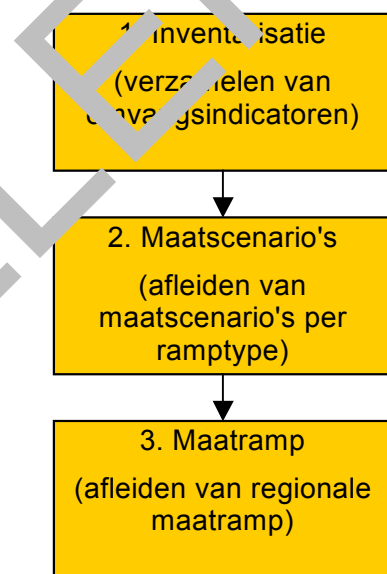 1. Inventarisatie
(verzamelen van
omvangsindicatoren)
2. Maatscenario's
(afleiden van
maatscenario's per
ramptype)
3. Maatramp
(afleiden van regionale
maatramp)